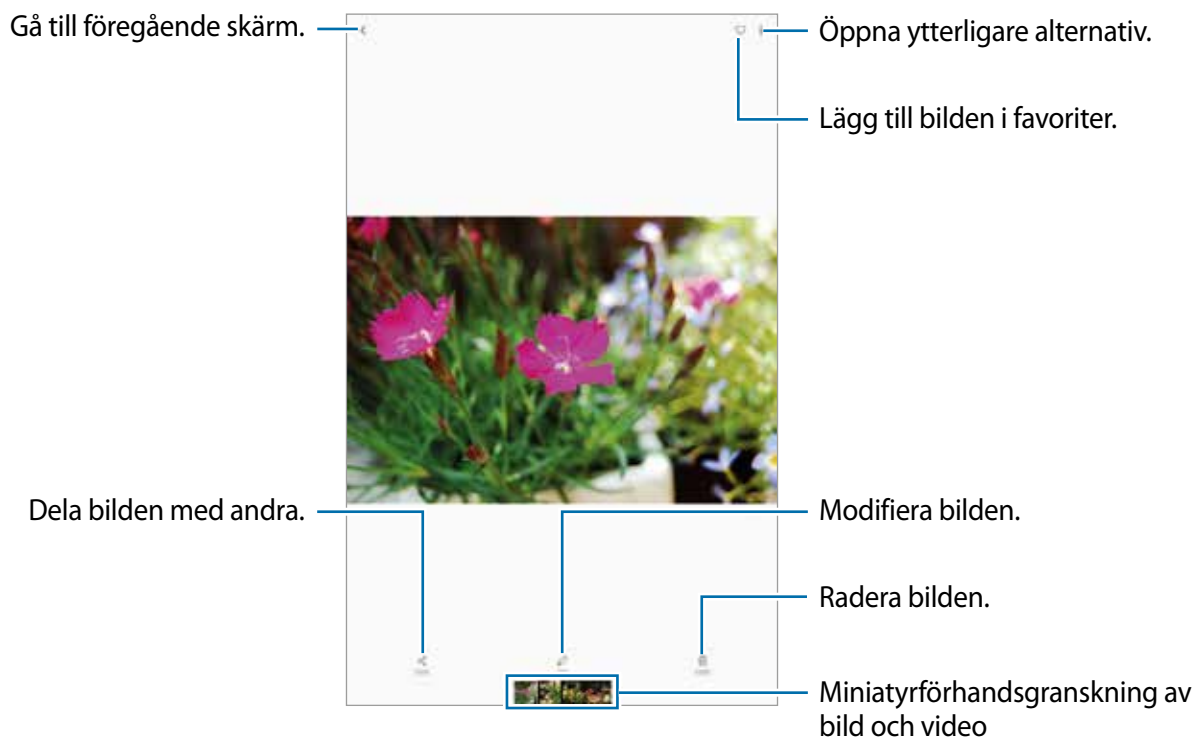 Gå till föregående skärm.
Öppna ytterligare alternativ.
Lägg till bilden i favoriter.
Dela bilden med andra.
Modifiera bilden.
Radera bilden.
Miniatyrförhandsgranskning av
bild och video